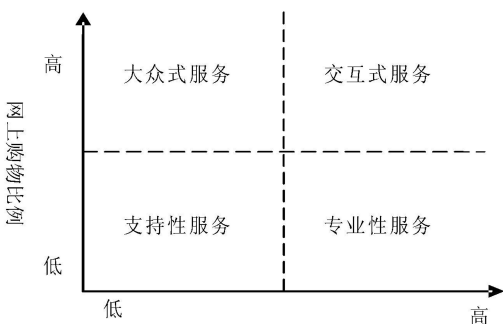 高
大众式服务
交互式服务
网上购物比例
支持性服务
专业性服务
低
低
高